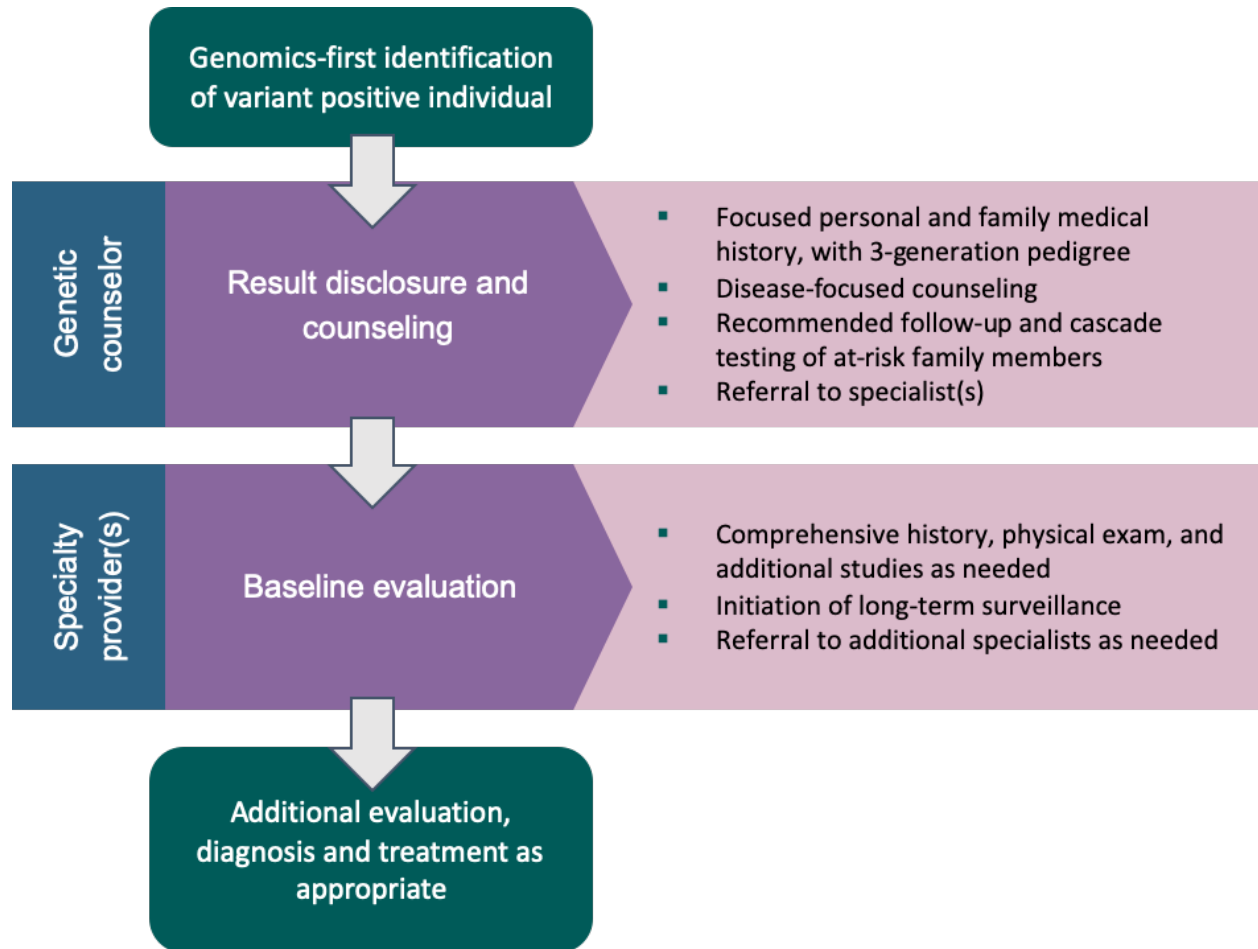 Genomics-first identification
of variant positive individual
Genetic
counselor
Result disclosure and
counseling
▪ Focused personal and family medical
history, with 3-generation pedigree
▪ Disease-focused counseling
▪ Recommended follow-up and cascade
testing of at-risk family members
▪ Referral to specialist(s)
Specialty
provider(s)
Baseline evaluation
▪ Comprehensive history, physical exam, and
additional studies as needed
▪ Initiation of long-term surveillance
▪ Referral to additional specialists as needed
Additional evaluation,
diagnosis and treatment as
appropriate